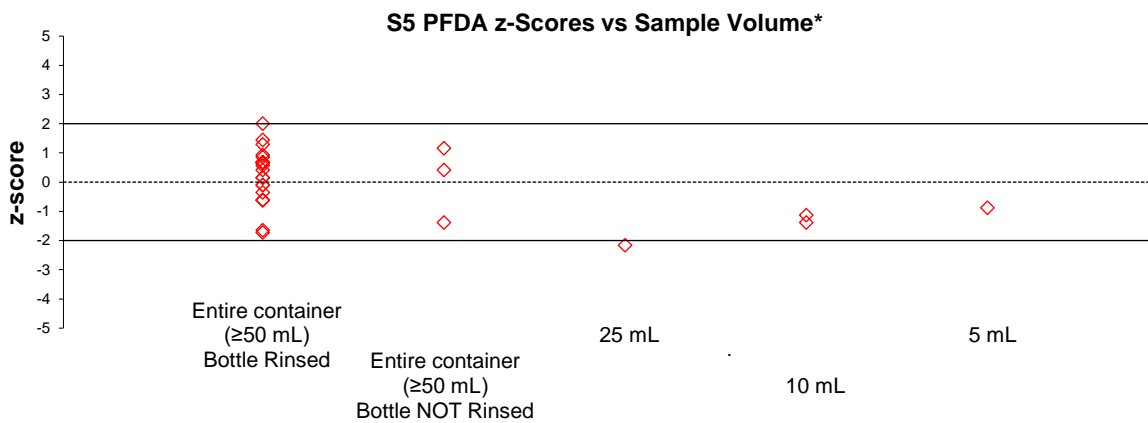 S5 PFDA z-Scores vs Sample Volume*
z-score
5
4
3
2
1
0
-1
-2
-3
-4
-5
Entire container
(≥50 mL)
Bottle Rinsed
Entire container
(≥50 mL)
Bottle NOT Rinsed
25 mL
.
10 mL
5 mL